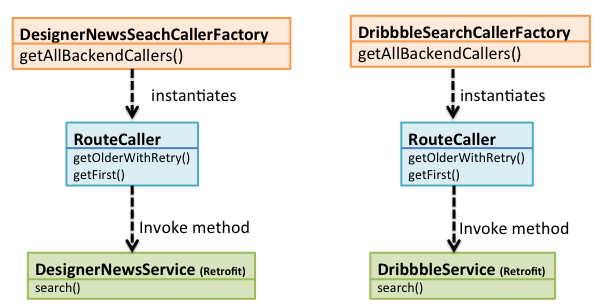 DesignerNewsSeachCallerFactory
getAllBackendCallers()
instantiates
RouteCaller
getOlderWithRetry()
getFirst()
Invoke method
DesignerNewsService (Retrofit)
search()
DribbbleSearchCallerFactory
getAllBackendCallers()
instantiates
RouteCaller
getOlderWithRetry()
getFirst()
Invoke method
DribbbleService (Retrofit)
search()